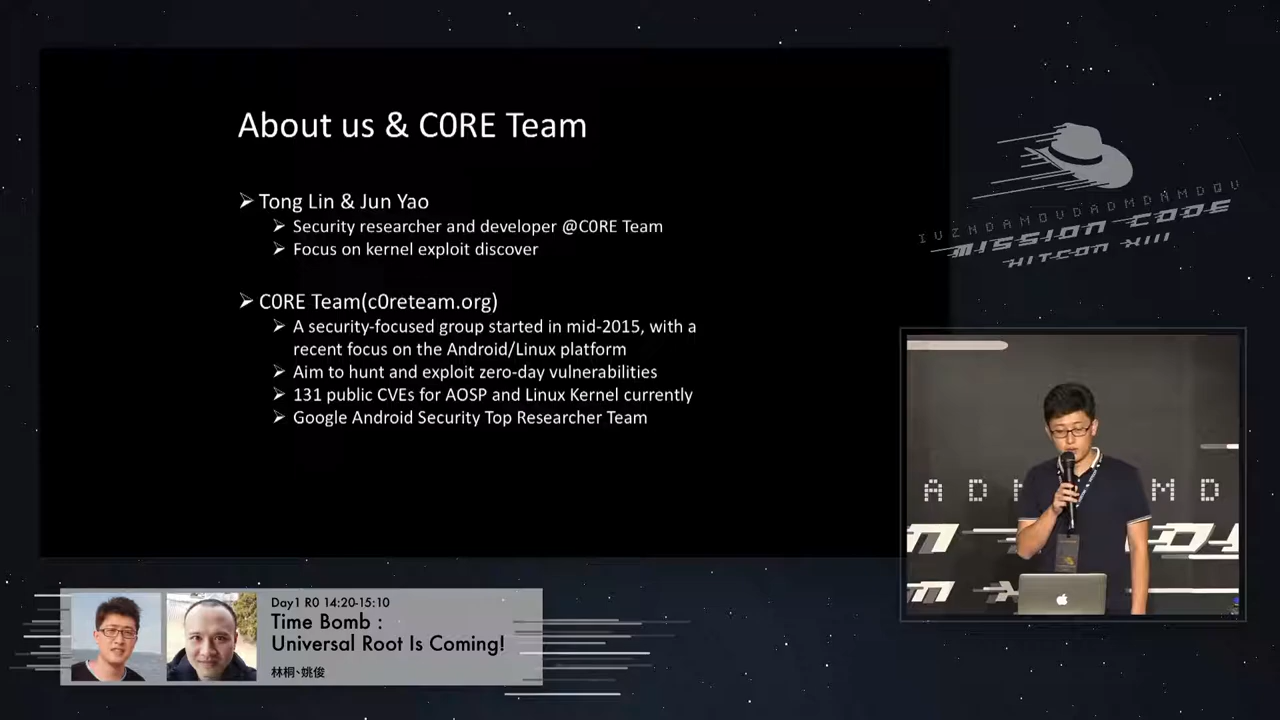 About us & C0RE Team
Tong Lin & Jun Yao
Security researcher and developer @C0RE Team
Focus on kernel exploit discover
C0RE Team(c0reteam.org)
A security-focused group started in mid-2015, with a
recent focus on the Android/Linux platform
Aim to hunt and exploit zero-day vulnerabilities
131 public CVEs for AOSP and Linux Kernel currently
Google Android Security Top Researcher Team
IVZHDAMOVDADMDAMDQV
MISSION CODE
HITCON XIII
A D M
M D
Day1 R0 14:20-15:10
Time Bomb :
Universal Root Is Coming!
林桐、姚俊